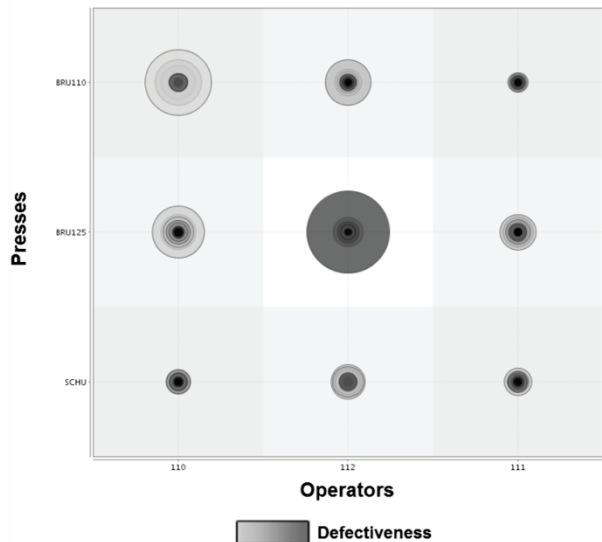 BRU110
BRU125
SCHU
Presses
110 112 111
Operators
Defectiveness